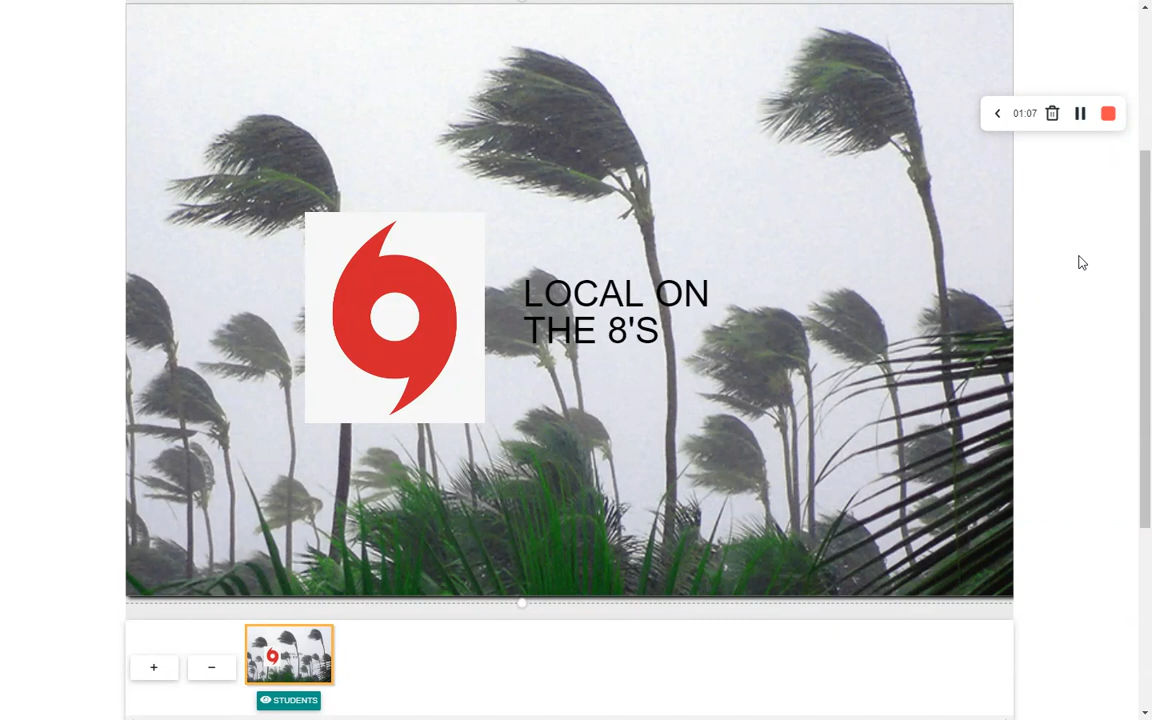 01:07
LOCAL ON
THE 8'S
+
−
STUDENTS